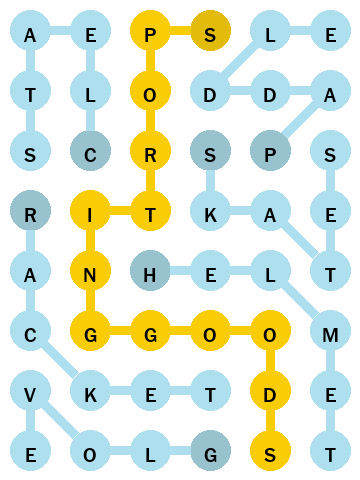 A E P S L E
T L O D D A
S C R S P S
R I T K A E
A N H E L T
C G G O O M
V K E T D E
E O L G S T